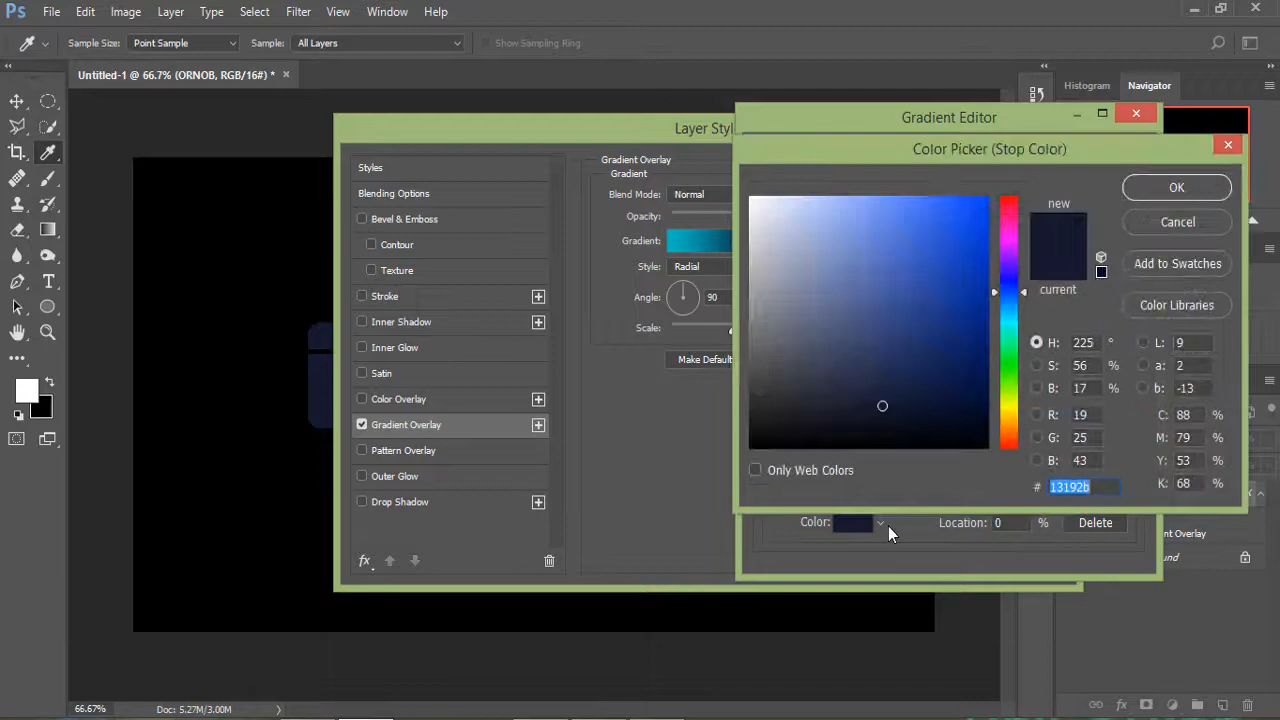 Ps File Edit Image Layer Type Select Filter View Window Help
Sample Size: Point Sample Sample: All Layers Show Sampling Ring
Untitled-1 @ 66.7% (ORNOB, RGB/16#) * Histogram Navigator
Gradient Editor
Layer Styl
Color Picker (Stop Color)
Styles
Blending Options
Bevel & Emboss
Contour
Texture
Stroke
Inner Shadow
Inner Glow
Satin
Color Overlay
Gradient Overlay
Pattern Overlay
Outer Glow
Drop Shadow
fx
Gradient Overlay
Gradient
Blend Mode: Normal
Opacity:
Gradient:
Style: Radial
Angle: 90
Scale:
Make Default
new
current
OK
Cancel
Add to Swatches
Color Libraries
H: 225 ° L: 9
S: 56 % a: 2
B: 17 % b: -13
R: 19 C: 88 %
G: 25 M: 79 %
B: 43 Y: 53 %
# 13192b K: 68 %
Only Web Colors
Color: Location: 0 % Delete
nt Overlay
und
66.67% Doc: 5.27M/3.00M
fx